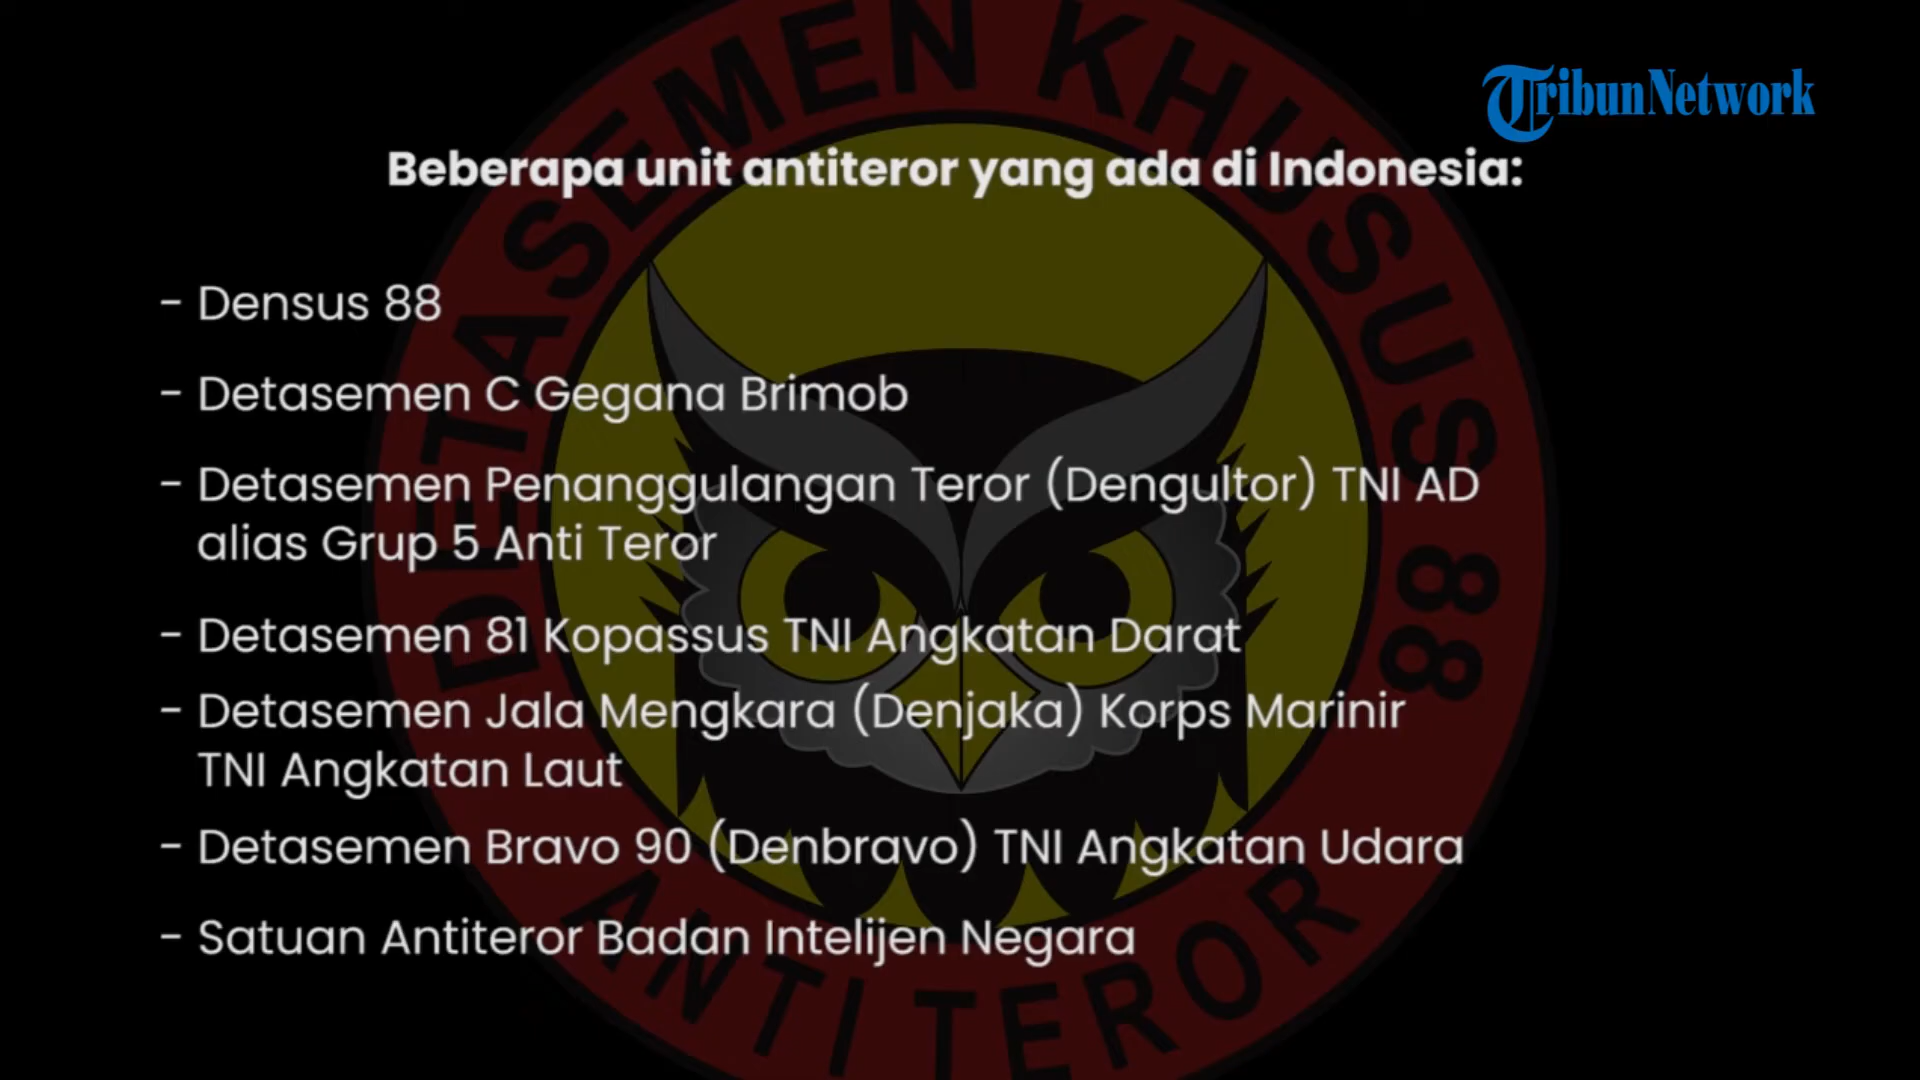 TribunNetwork
DETASEMEN KHUSUS 88
Beberapa unit antiteror yang ada di Indonesia:
- Densus 88
- Detasemen C Gegana Brimob
- Detasemen Penanggulangan Teror (Dengultor) TNI AD
alias Grup 5 Anti Teror
- Detasemen 81 Kopassus TNI Angkatan Darat
- Detasemen Jala Mengkara (Denjaka) Korps Marinir
TNI Angkatan Laut
- Detasemen Bravo 90 (Denbravo) TNI Angkatan Udara
- Satuan Antiteror Badan Intelijen Negara
ANTI TEROR